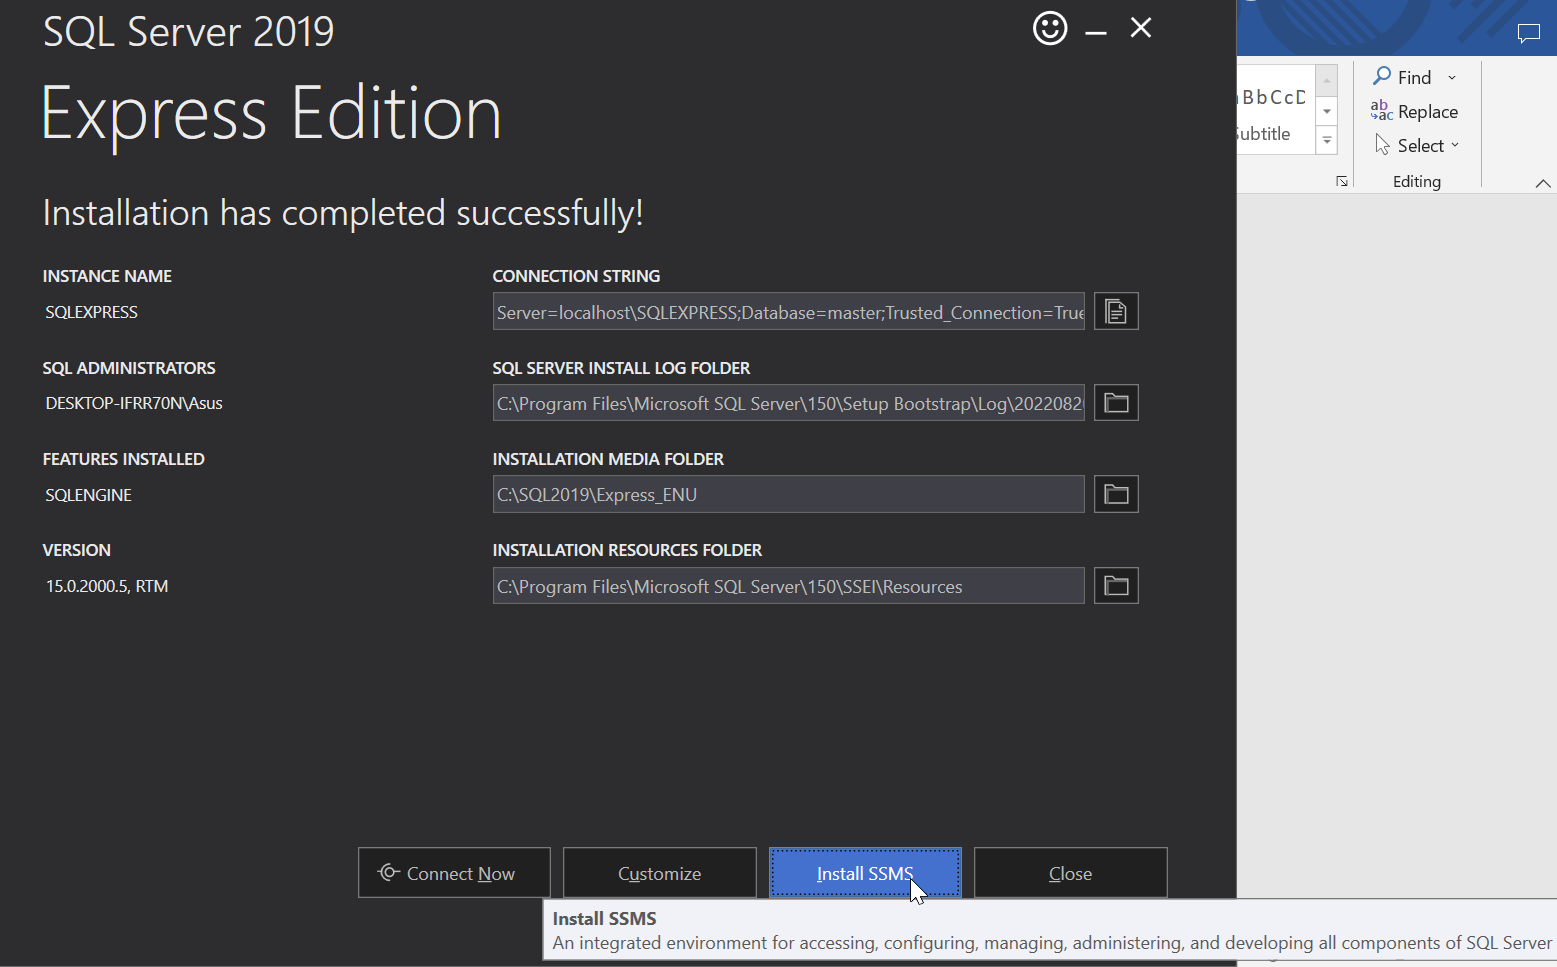 SQL Server 2019
Express Edition
Installation has completed successfully!
INSTANCE NAME
SQLEXPRESS
CONNECTION STRING
Server=localhost\SQLEXPRESS;Database=master;Trusted_Connection=True
SQL ADMINISTRATORS
DESKTOP-IFRR70N\Asus
SQL SERVER INSTALL LOG FOLDER
C:\Program Files\Microsoft SQL Server\150\Setup Bootstrap\Log\2022082
FEATURES INSTALLED
SQLENGINE
INSTALLATION MEDIA FOLDER
C:\SQL2019\Express_ENU
VERSION
15.0.2000.5, RTM
INSTALLATION RESOURCES FOLDER
C:\Program Files\Microsoft SQL Server\150\SSEI\Resources
Connect Now
Customize
Install SSMS
Close
Install SSMS
An integrated environment for accessing, configuring, managing, administering, and developing all components of SQL Server
BbCcD
ubtitle
Find
Replace
Select
Editing